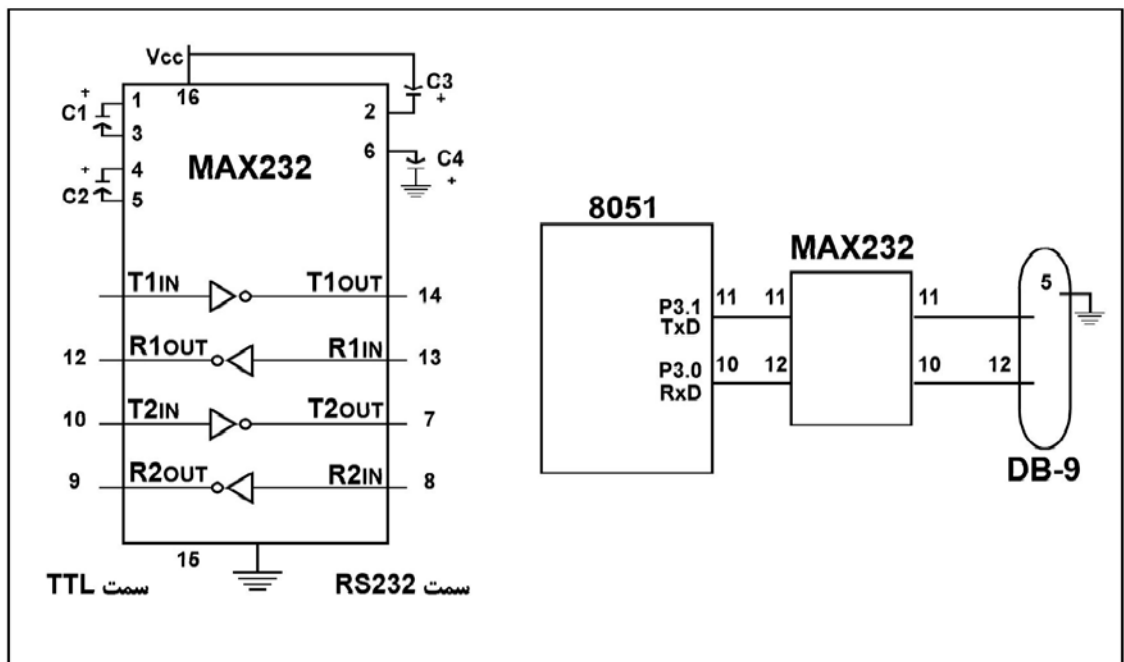 Vcc
16
+
C1
1
3
+
C2
4
5
C3
+
2
6
C4
+
MAX232
T1IN
T1OUT
14
12
R1OUT
R1IN
13
10
T2IN
T2OUT
7
9
R2OUT
R2IN
8
15
سمت TTL
سمت RS232
8051
P3.1
TxD
11
11
P3.0
RxD
10
12
MAX232
11
10
12
5
DB-9